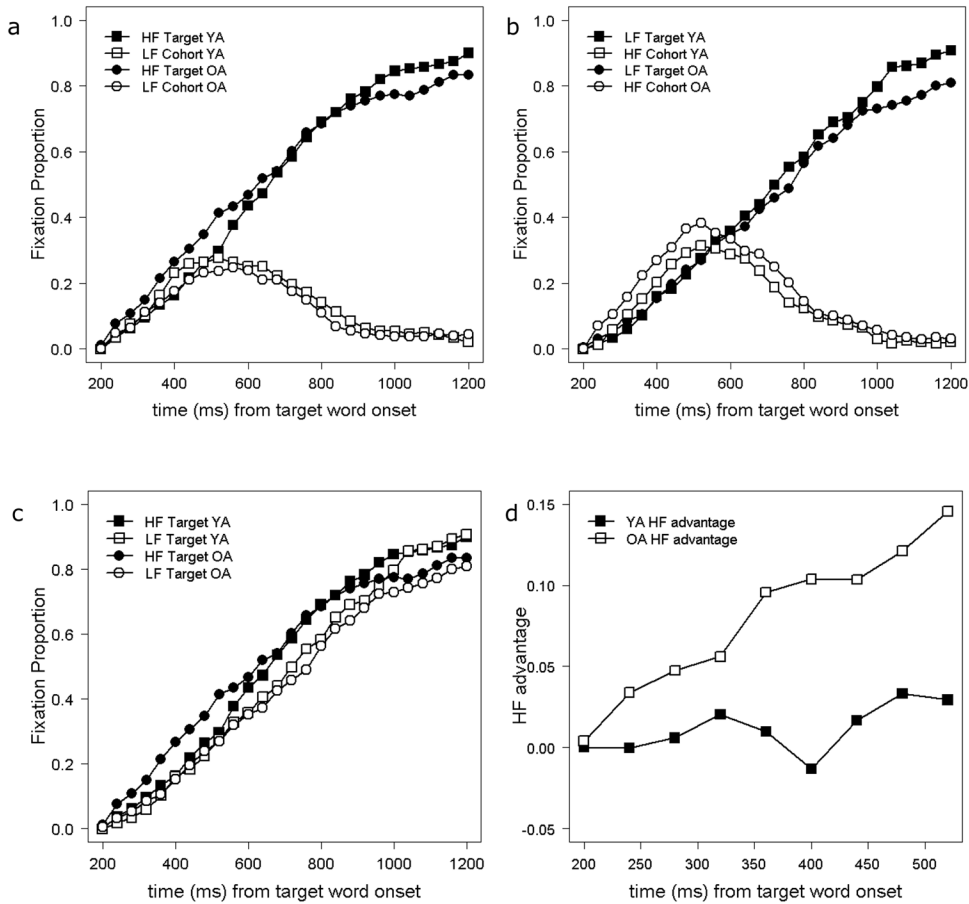 a
HF Target YA
LF Cohort YA
HF Target OA
LF Cohort OA
1.0
0.8
0.6
0.4
0.2
0.0
Fixation Proportion
200 400 600 800 1000 1200
time (ms) from target word onset
b
LF Target YA
HF Cohort YA
LF Target OA
HF Cohort OA
1.0
0.8
0.6
0.4
0.2
0.0
Fixation Proportion
200 400 600 800 1000 1200
time (ms) from target word onset
c
HF Target YA
LF Target YA
HF Target OA
LF Target OA
1.0
0.8
0.6
0.4
0.2
0.0
Fixation Proportion
200 400 600 800 1000 1200
time (ms) from target word onset
d
YA HF advantage
OA HF advantage
0.15
0.10
0.05
0.00
-0.05
HF advantage
200 250 300 350 400 450 500
time (ms) from target word onset